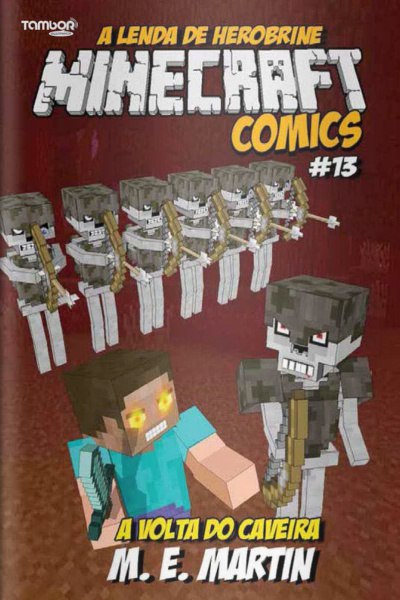 TAMBOR
A LENDA DE HEROBRINE
MINECRAFT
COMICS
#13
A VOLTA DO CAVEIRA
M. E. MARTIN